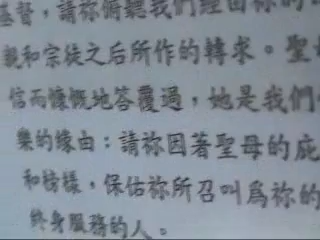 基督,請祢俯聽我們經由祢的
親和宗徒之后所作的轉求。聖
信而慷慨地答覆過,她是我們
樂的緣由:請祢因著聖母的庇
和榜樣,保佑祢所召叫為祢的
終身服務的人。